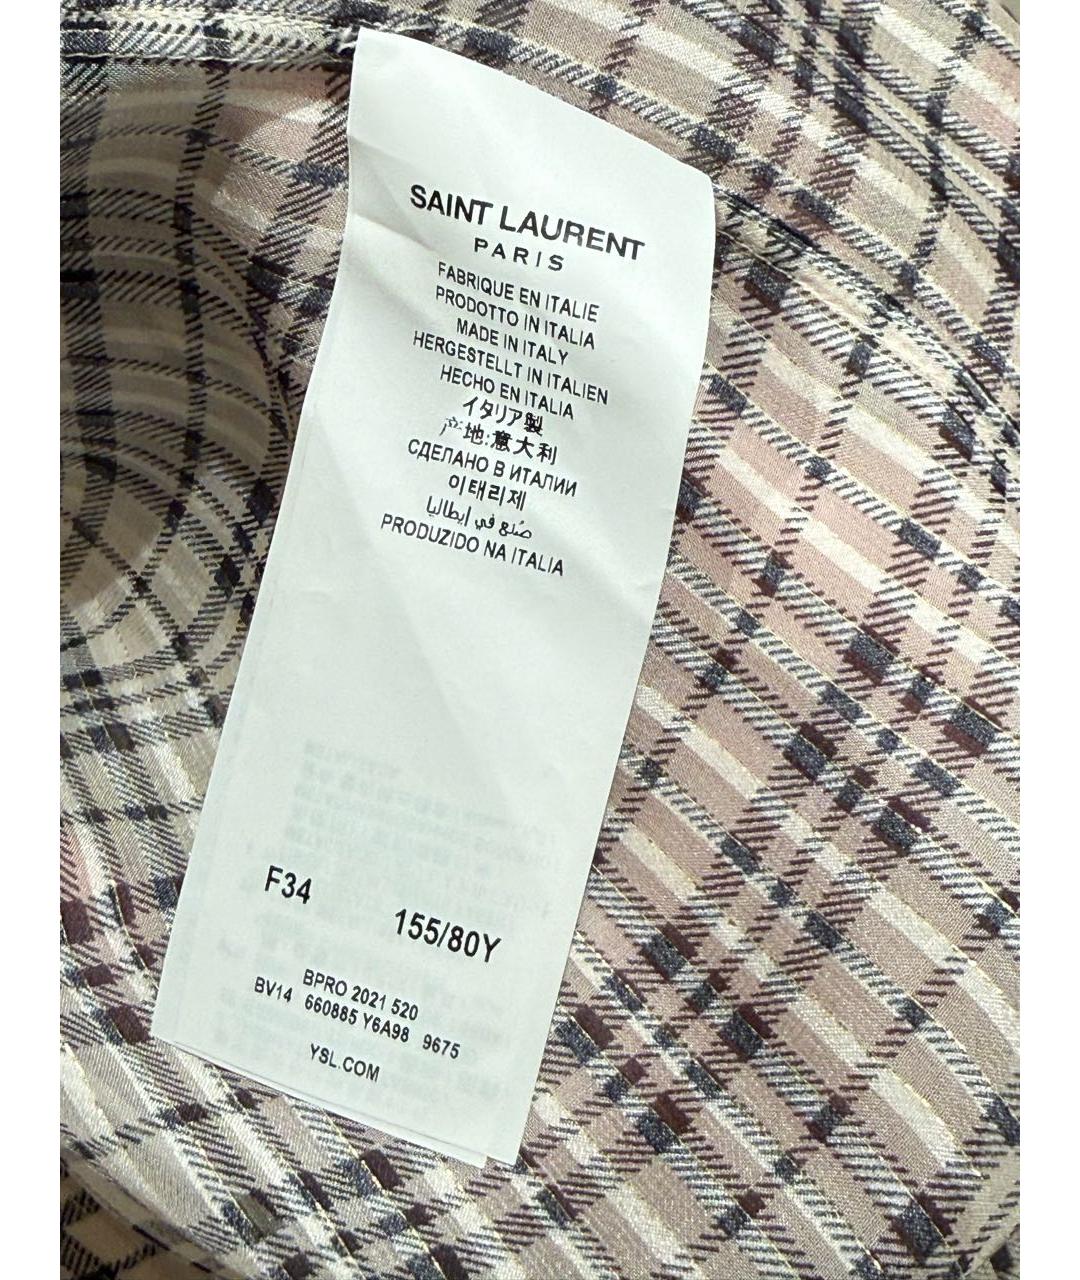 SAINT LAURENT
PARIS
FABRIQUE EN ITALIE
PRODOTTO IN ITALIA
MADE IN ITALY
HERGESTELLT IN ITALIEN
HECHO EN ITALIA
イタリア製
产地:意大利
СДЕЛАНО В ИТАЛИИ
이태리제
صُنع في ايطاليا
PRODUZIDO NA ITALIA
F34 155/80Y
BPRO 2021 520
BV14 660885 Y6A98 9675
YSL.COM